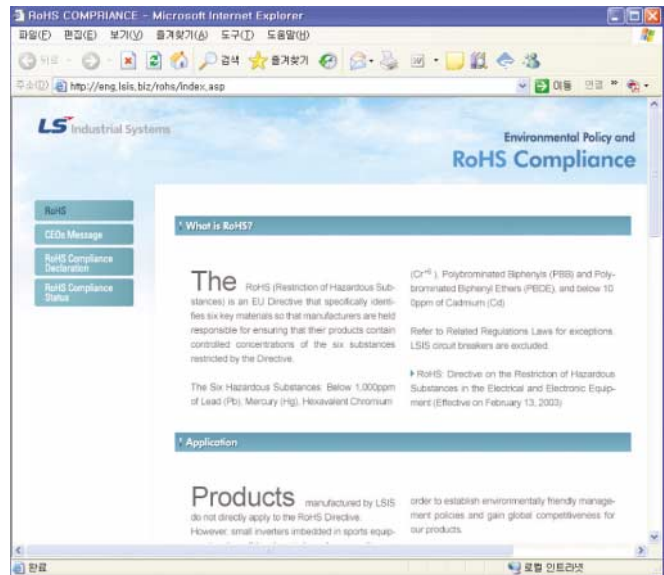 RoHS COMPRIANCE - Microsoft Internet Explorer
파일(F) 편집(E) 보기(V) 즐겨찾기(A) 도구(T) 도움말(H)
뒤로 검색 즐겨찾기
주소(D) http://eng.lsis.biz/rohs/index.asp 이동 연결 »
LS Industrial Systems
Environmental Policy and
RoHS Compliance
RoHS
CEOs Message
RoHS Compliance
Declaration
RoHS Compliance
Status
What is RoHS?
The RoHS (Restriction of Hazardous Sub-
stances) is an EU Directive that specifically identi-
fies six key materials so that manufacturers are held
responsible for ensuring that their products contain
controlled concentrations of the six substances
restricted by the Directive.
The Six Hazardous Substances: Below 1,000ppm
of Lead (Pb), Mercury (Hg), Hexavalent Chromium
(Cr+6 ), Polybrominated Biphenyls (PBB) and Poly-
brominated Biphenyl Ethers (PBDE), and below 10
0ppm of Cadmium (Cd)
Refer to Related Regulations Laws for exceptions.
LSIS circuit breakers are excluded.
RoHS: Directive on the Restriction of Hazardous
Substances in the Electrical and Electronic Equip-
ment (Effective on February 13, 2003)
Application
Products manufactured by LSIS
do not directly apply to the RoHS Directive.
However, small inverters imbedded in sports equip-
order to establish environmentally friendly manage-
ment policies and gain global competitiveness for
our products.
완료 로컬 인트라넷